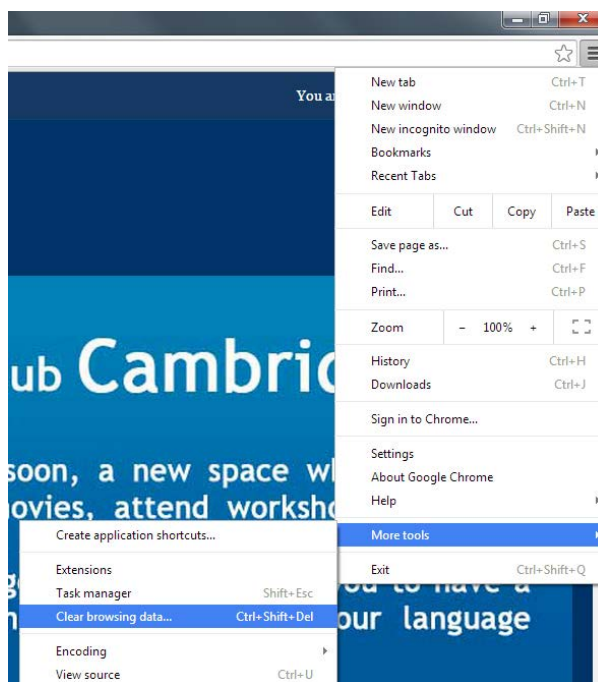 You
New tab Ctrl+T
New window Ctrl+N
New incognito window Ctrl+Shift+N
Bookmarks
Recent Tabs
Edit Cut Copy Paste
Save page as... Ctrl+S
Find... Ctrl+F
Print... Ctrl+P
Zoom - 100% +
History Ctrl+H
Downloads Ctrl+J
Sign in to Chrome...
Settings
About Google Chrome
Help
More tools
Exit Ctrl+Shift+Q
ub Cambric
soon, a new space
ovies, attend
Create application shortcuts...
Extensions
Task manager Shift+Esc
Clear browsing data... Ctrl+Shift+Del
Encoding
View source Ctrl+U
you to have a
our language